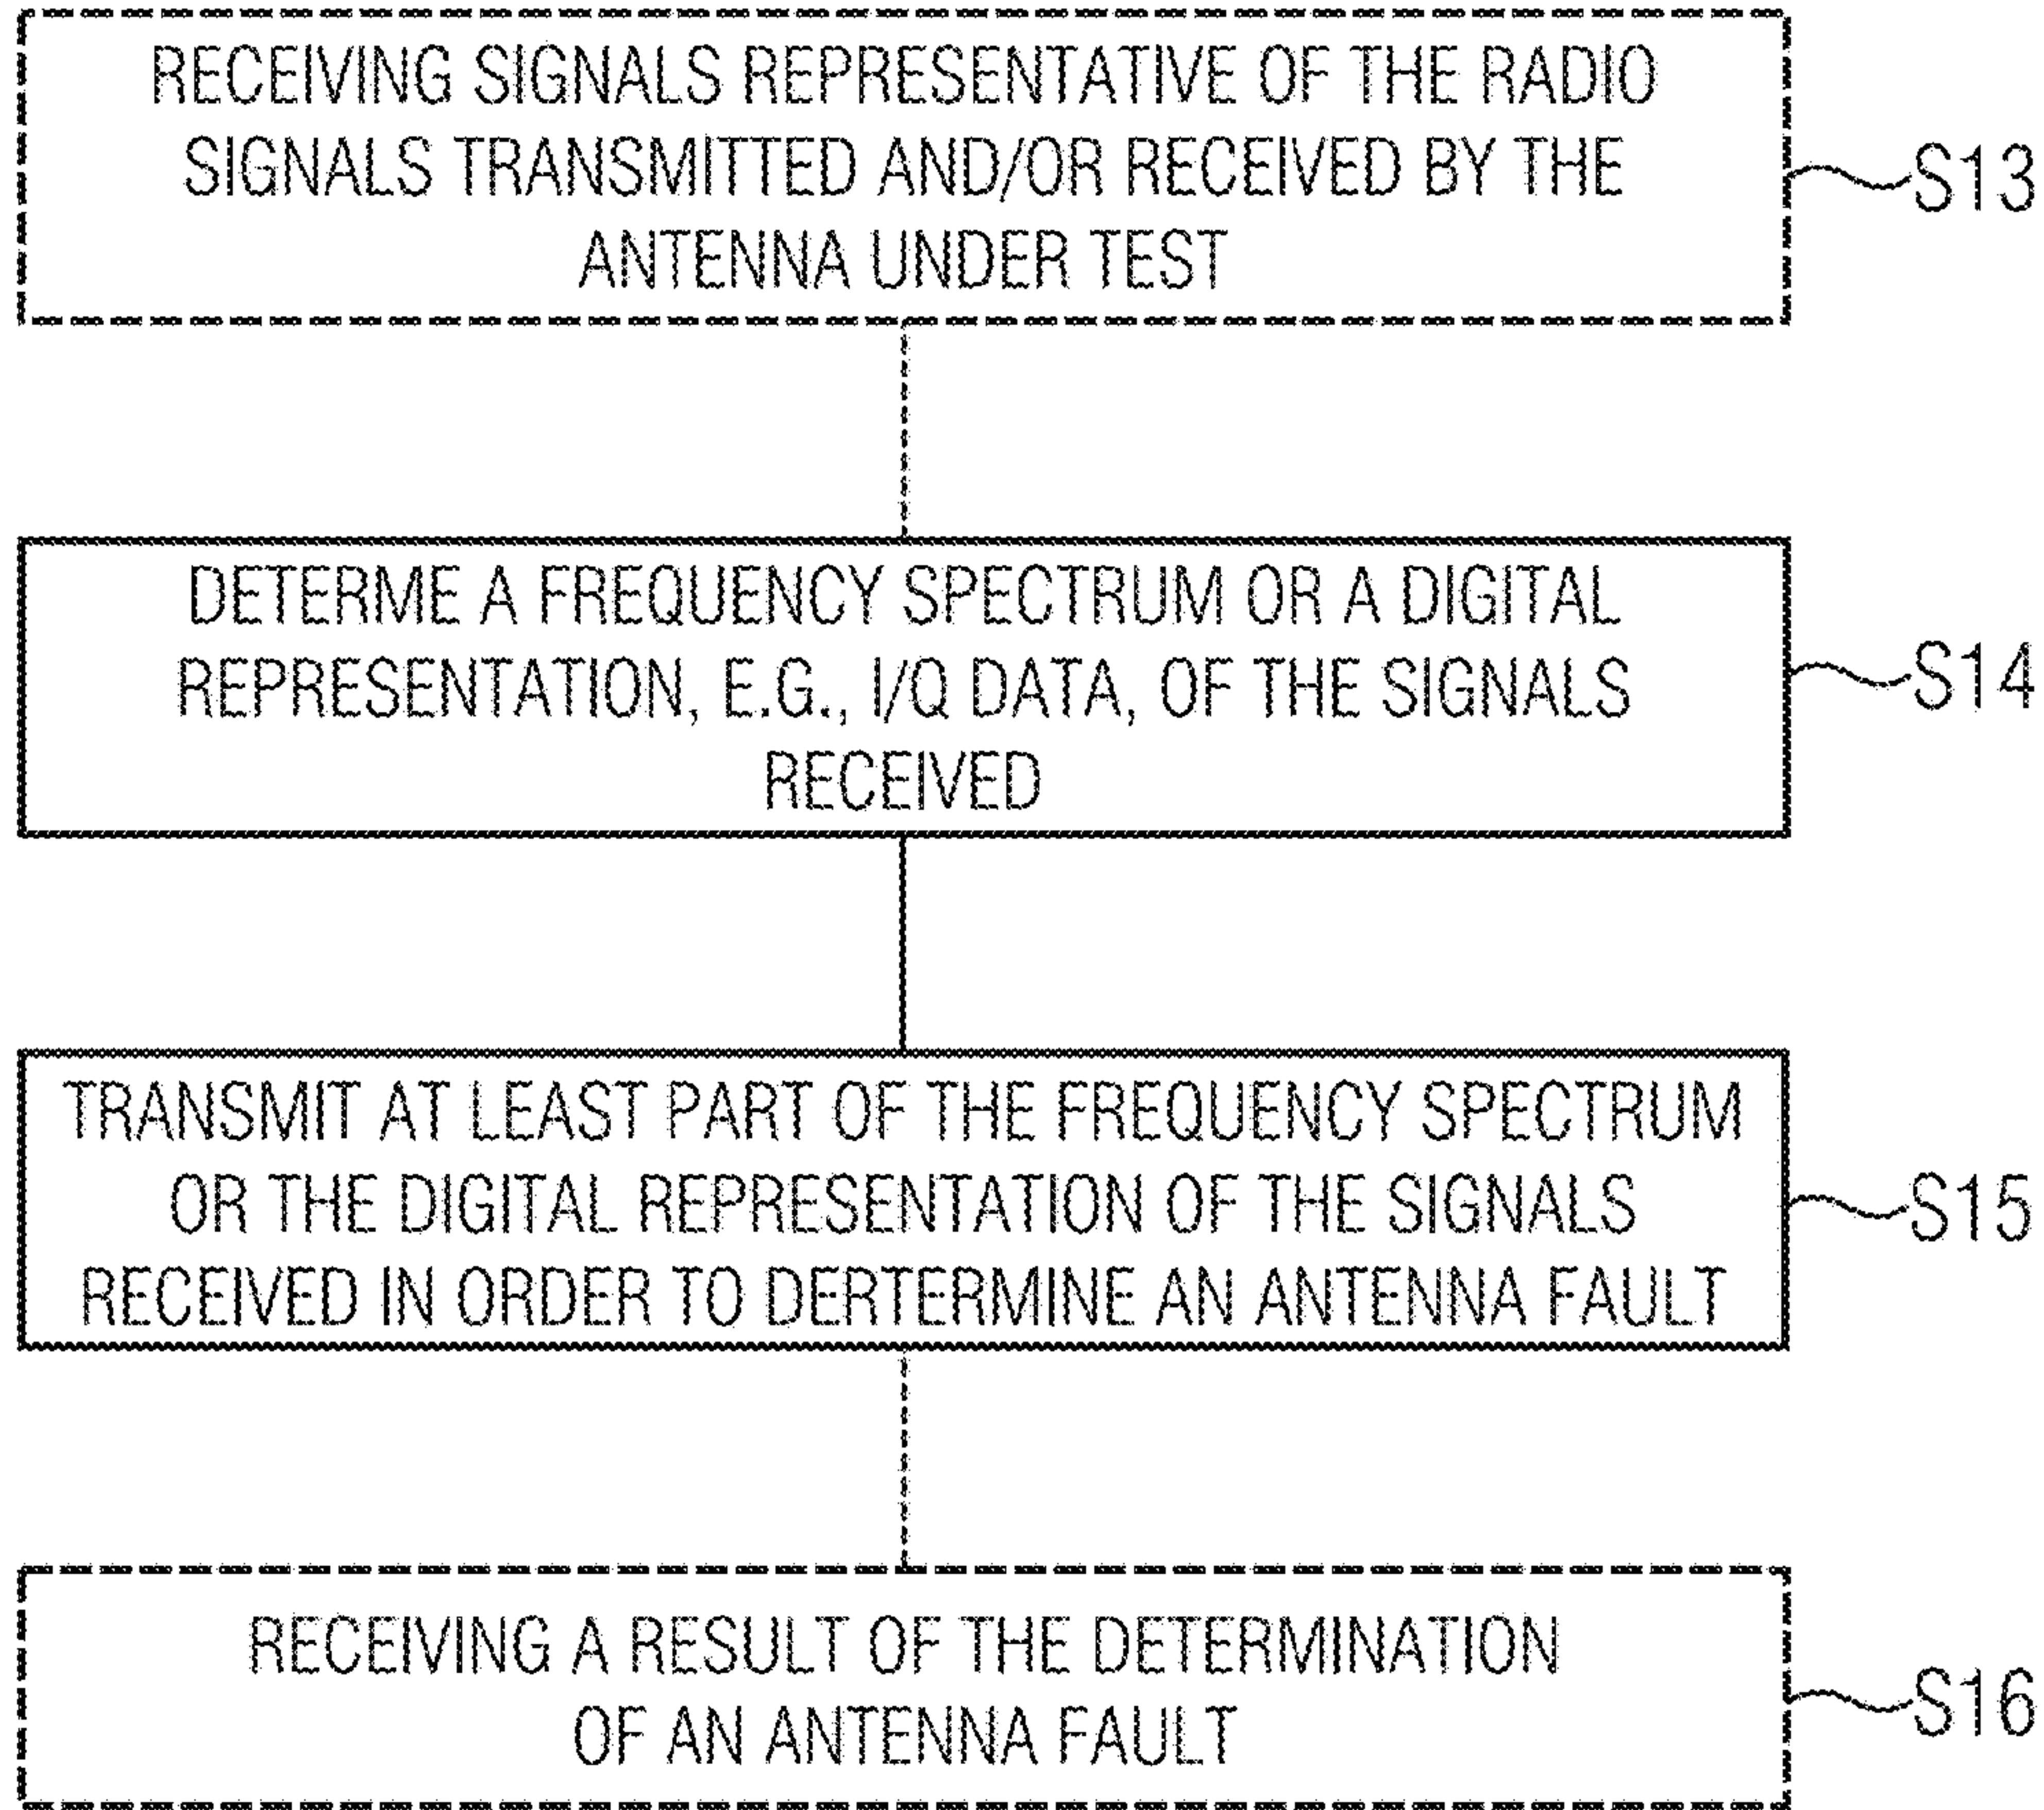 RECEIVING SIGNALS REPRESENTATIVE OF THE RADIO
SIGNALS TRANSMITTED AND/OR RECEIVED BY THE
ANTENNA UNDER TEST
S13
DETERME A FREQUENCY SPECTRUM OR A DIGITAL
REPRESENTATION, E.G., I/Q DATA, OF THE SIGNALS
RECEIVED
S14
TRANSMIT AT LEAST PART OF THE FREQUENCY SPECTRUM
OR THE DIGITAL REPRESENTATION OF THE SIGNALS
RECEIVED IN ORDER TO DERTERMINE AN ANTENNA FAULT
S15
RECEIVING A RESULT OF THE DETERMINATION
OF AN ANTENNA FAULT
S16